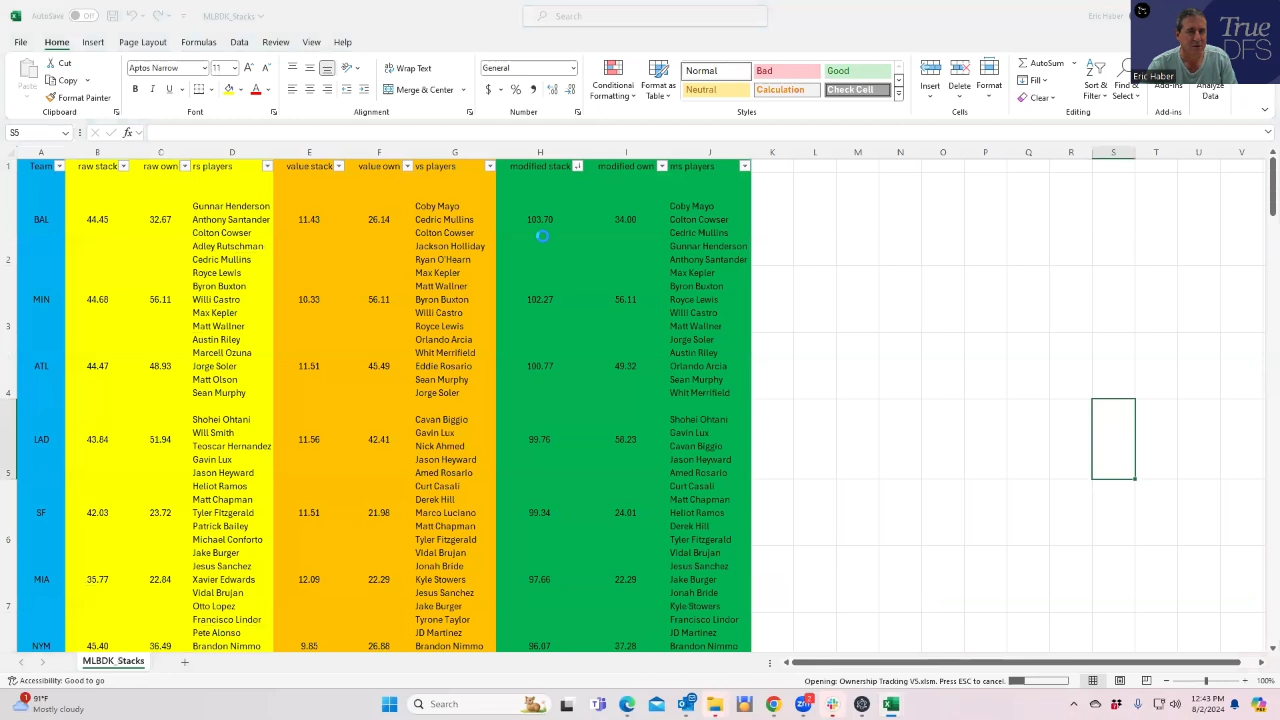 AutoSave Off MLBDK_Stacks Search Eric Haber
File Home Insert Page Layout Formulas Data Review View Help
Cut
Copy
Format Painter
Paste
Aptos Narrow 11
Wrap Text
Merge & Center
General
Conditional Formatting
Format as Table
Normal Bad Good
Neutral Calculation Check Cell
Insert Delete Format
AutoSum
Fill
Clear
Sort & Filter
Find & Select
Add-ins
Analyze Data
Clipboard Font Alignment Number Styles Cells Editing Add-ins
True
DFS
Eric Haber
S5
A B C D E F G H I J K L M N O P Q R S T U V
Team raw stack raw own rs players value stack value own vs players modified stack modified own ms players
Gunnar Henderson Coby Mayo Coby Mayo
BAL 44.45 32.67 Anthony Santander 11.43 26.14 Cedric Mullins 103.70 34.00 Colton Cowser
Colton Cowser Colton Cowser Cedric Mullins
Adley Rutschman Jackson Holliday Gunnar Henderson
Cedric Mullins Ryan O'Hearn Anthony Santander
Royce Lewis Max Kepler Max Kepler
Byron Buxton Matt Wallner Byron Buxton
MIN 44.68 56.11 Willi Castro 10.33 56.11 Byron Buxton 102.27 56.11 Royce Lewis
Max Kepler Willi Castro Willi Castro
3 Matt Wallner Royce Lewis Matt Wallner
Austin Riley Orlando Arcia Jorge Soler
Marcell Ozuna Whit Merrifield Austin Riley
ATL 44.47 48.93 Jorge Soler 11.51 45.49 Eddie Rosario 100.77 49.32 Orlando Arcia
Matt Olson Sean Murphy Sean Murphy
Sean Murphy Jorge Soler Whit Merrifield
Shohei Ohtani Cavan Biggio Shohei Ohtani
Will Smith Gavin Lux Gavin Lux
LAD 43.84 51.94 Teoscar Hernandez 11.56 42.41 Nick Ahmed 99.76 58.23 Cavan Biggio
Gavin Lux Jason Heyward Jason Heyward
Jason Heyward Amed Rosario Amed Rosario
Heliot Ramos Curt Casali Curt Casali
Matt Chapman Derek Hill Matt Chapman
SF 42.03 23.72 Tyler Fitzgerald 11.51 21.98 Marco Luciano 99.34 24.01 Heliot Ramos
Patrick Bailey Matt Chapman Derek Hill
6 Michael Conforto Tyler Fitzgerald Tyler Fitzgerald
Jake Burger Vidal Brujan Vidal Brujan
Jesus Sanchez Jonah Bride Jesus Sanchez
MIA 35.77 22.84 Xavier Edwards 12.09 22.29 Kyle Stowers 97.66 22.29 Jake Burger
Vidal Brujan Jesus Sanchez Jonah Bride
7 Otto Lopez Jake Burger Kyle Stowers
Francisco Lindor Tyrone Taylor Francisco Lindor
Pete Alonso JD Martinez JD Martinez
NYM 45.40 36.49 Brandon Nimmo 9.85 26.88 Brandon Nimmo 96.07 37.28 Brandon Nimmo
MLBDK_Stacks
Accessibility: Good to go
Opening: Ownership Tracking V5.xlsm. Press ESC to cancel.
100%
91°F
Mostly cloudy
Search
12:43 PM
8/2/2024